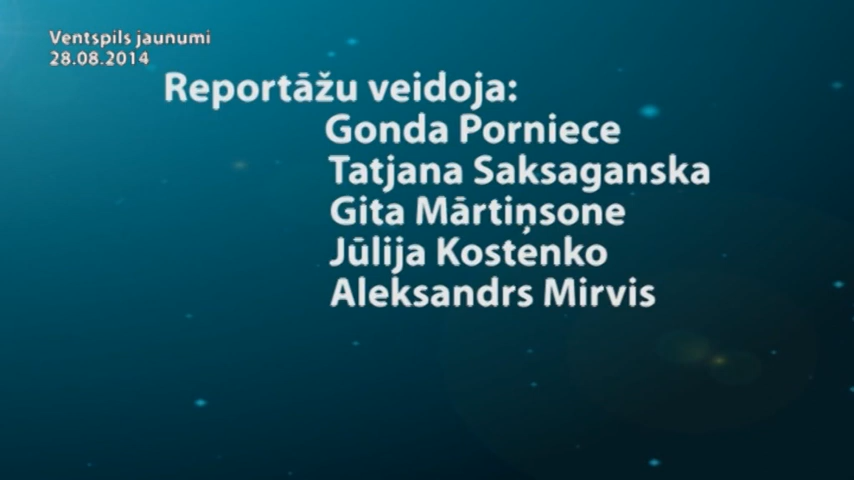 Ventspils jaunumi
28.08.2014
Reportāžu veidoja:
Gonda Porniece
Tatjana Saksaganska
Gita Mārtiņsone
Jūlija Kostenko
Aleksandrs Mirvis